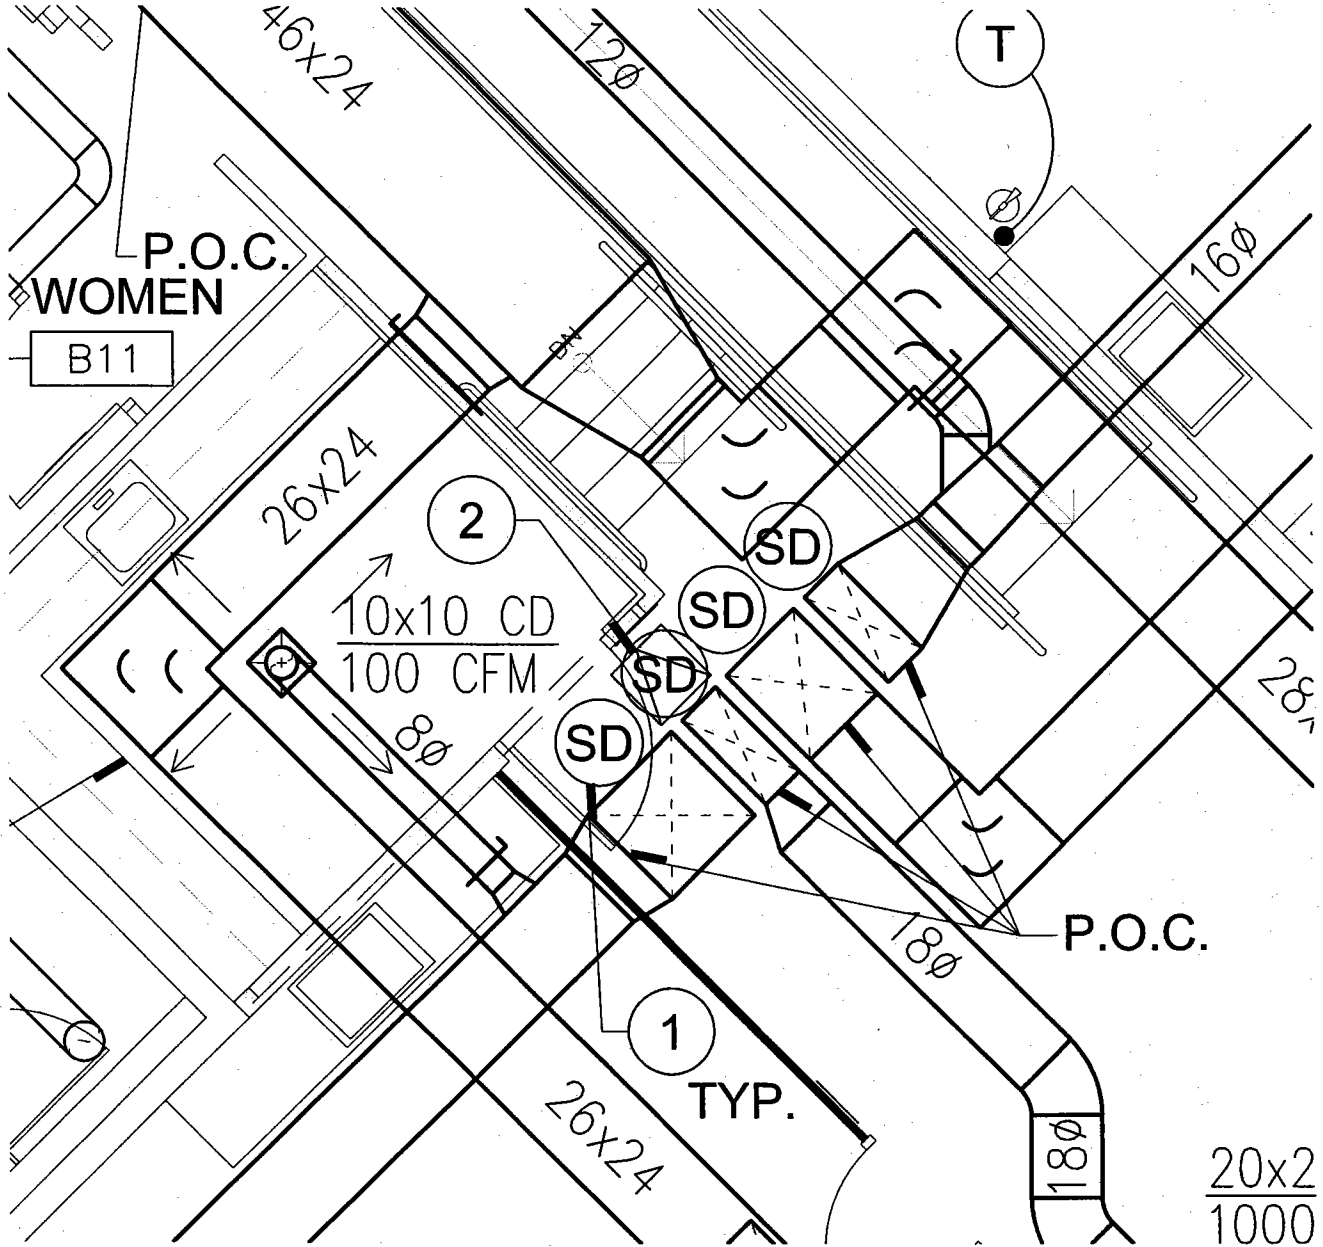 46x24
12ø
T
P.O.C.
WOMEN
B11
16ø
26x24
2
SD
SD
SD
SD
10x10 CD
100 CFM
8ø
18ø
P.O.C.
1
TYP.
26x24
18ø
20x2
1000